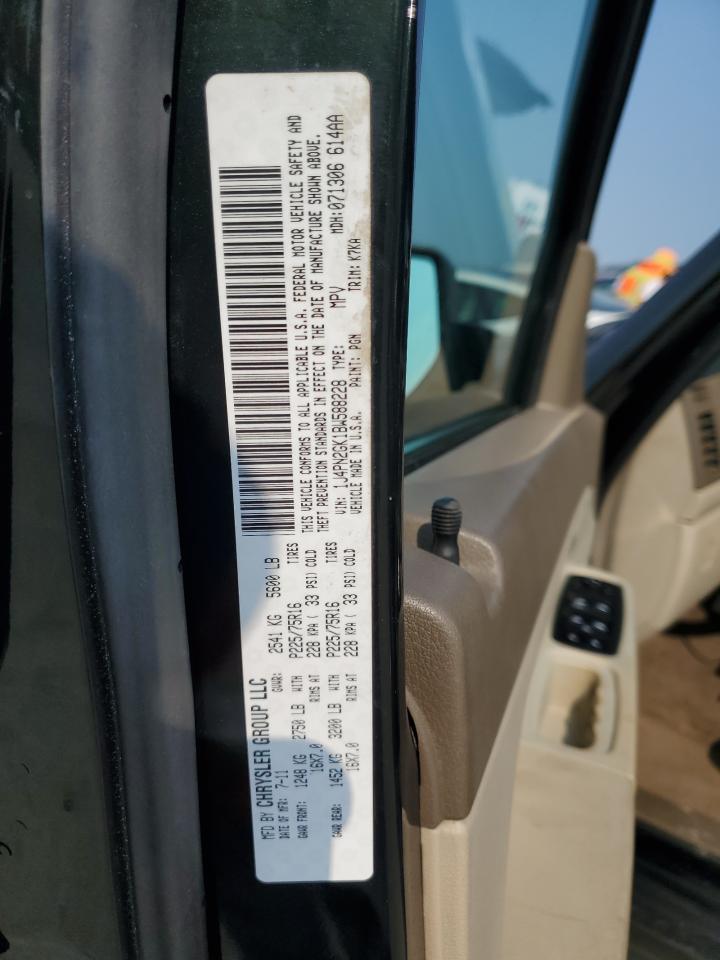 MFD BY CHRYSLER GROUP LLC
DATE OF MFR: 7-11 GVWR: 2541 KG 5600 LB
GAWR FRONT: 1248 KG 2750 LB WITH P225/75R16 TIRES
16X7.0 RIMS AT 228 KPA ( 33 PSI) COLD
GAWR REAR: 1452 KG 3200 LB WITH P225/75R16 TIRES
16X7.0 RIMS AT 228 KPA ( 33 PSI) COLD
THIS VEHICLE CONFORMS TO ALL APPLICABLE U.S.A. FEDERAL MOTOR VEHICLE SAFETY AND
THEFT PREVENTION STANDARDS IN EFFECT ON THE DATE OF MANUFACTURE SHOWN ABOVE.
VIN: 1J4PN2GK1BW588228 TYPE: MPV MDH: 071306 614AA
VEHICLE MADE IN U.S.A. PAINT: PGN TRIM: K7KA